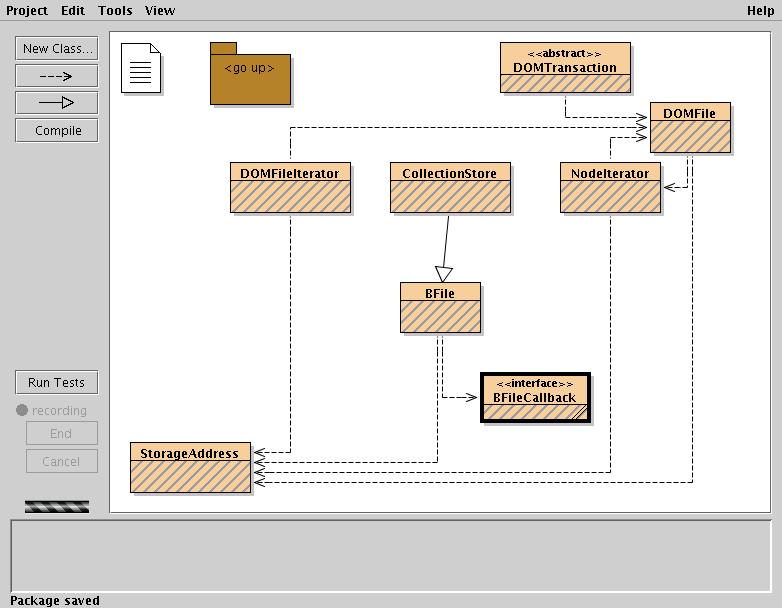 Project Edit Tools View Help
New Class...
Compile
<go up>
<<abstract>>
DOMTransaction
DOMFile
DOMFileIterator
CollectionStore
NodeIterator
BFile
<<interface>>
BFileCallback
Run Tests
recording
End
Cancel
StorageAddress
Package saved